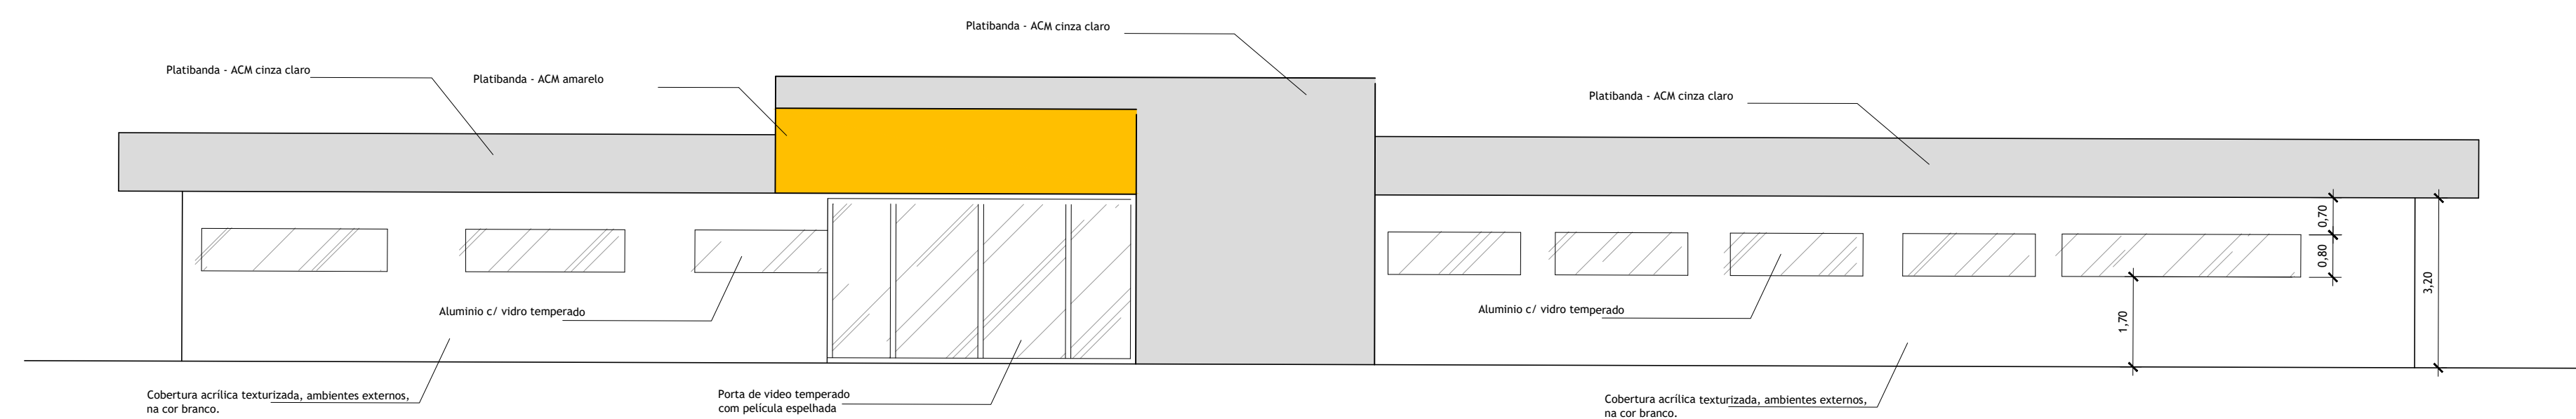 Platibanda - ACM cinza claro
Platibanda - ACM cinza claro
Platibanda - ACM amarelo
Platibanda - ACM cinza claro
0,70
0,80
3,20
1,70
Aluminio c/ vidro temperado
Aluminio c/ vidro temperado
Cobertura acrílica texturizada, ambientes externos,
na cor branco.
Porta de video temperado
com película espelhada
Cobertura acrílica texturizada, ambientes externos,
na cor branco.